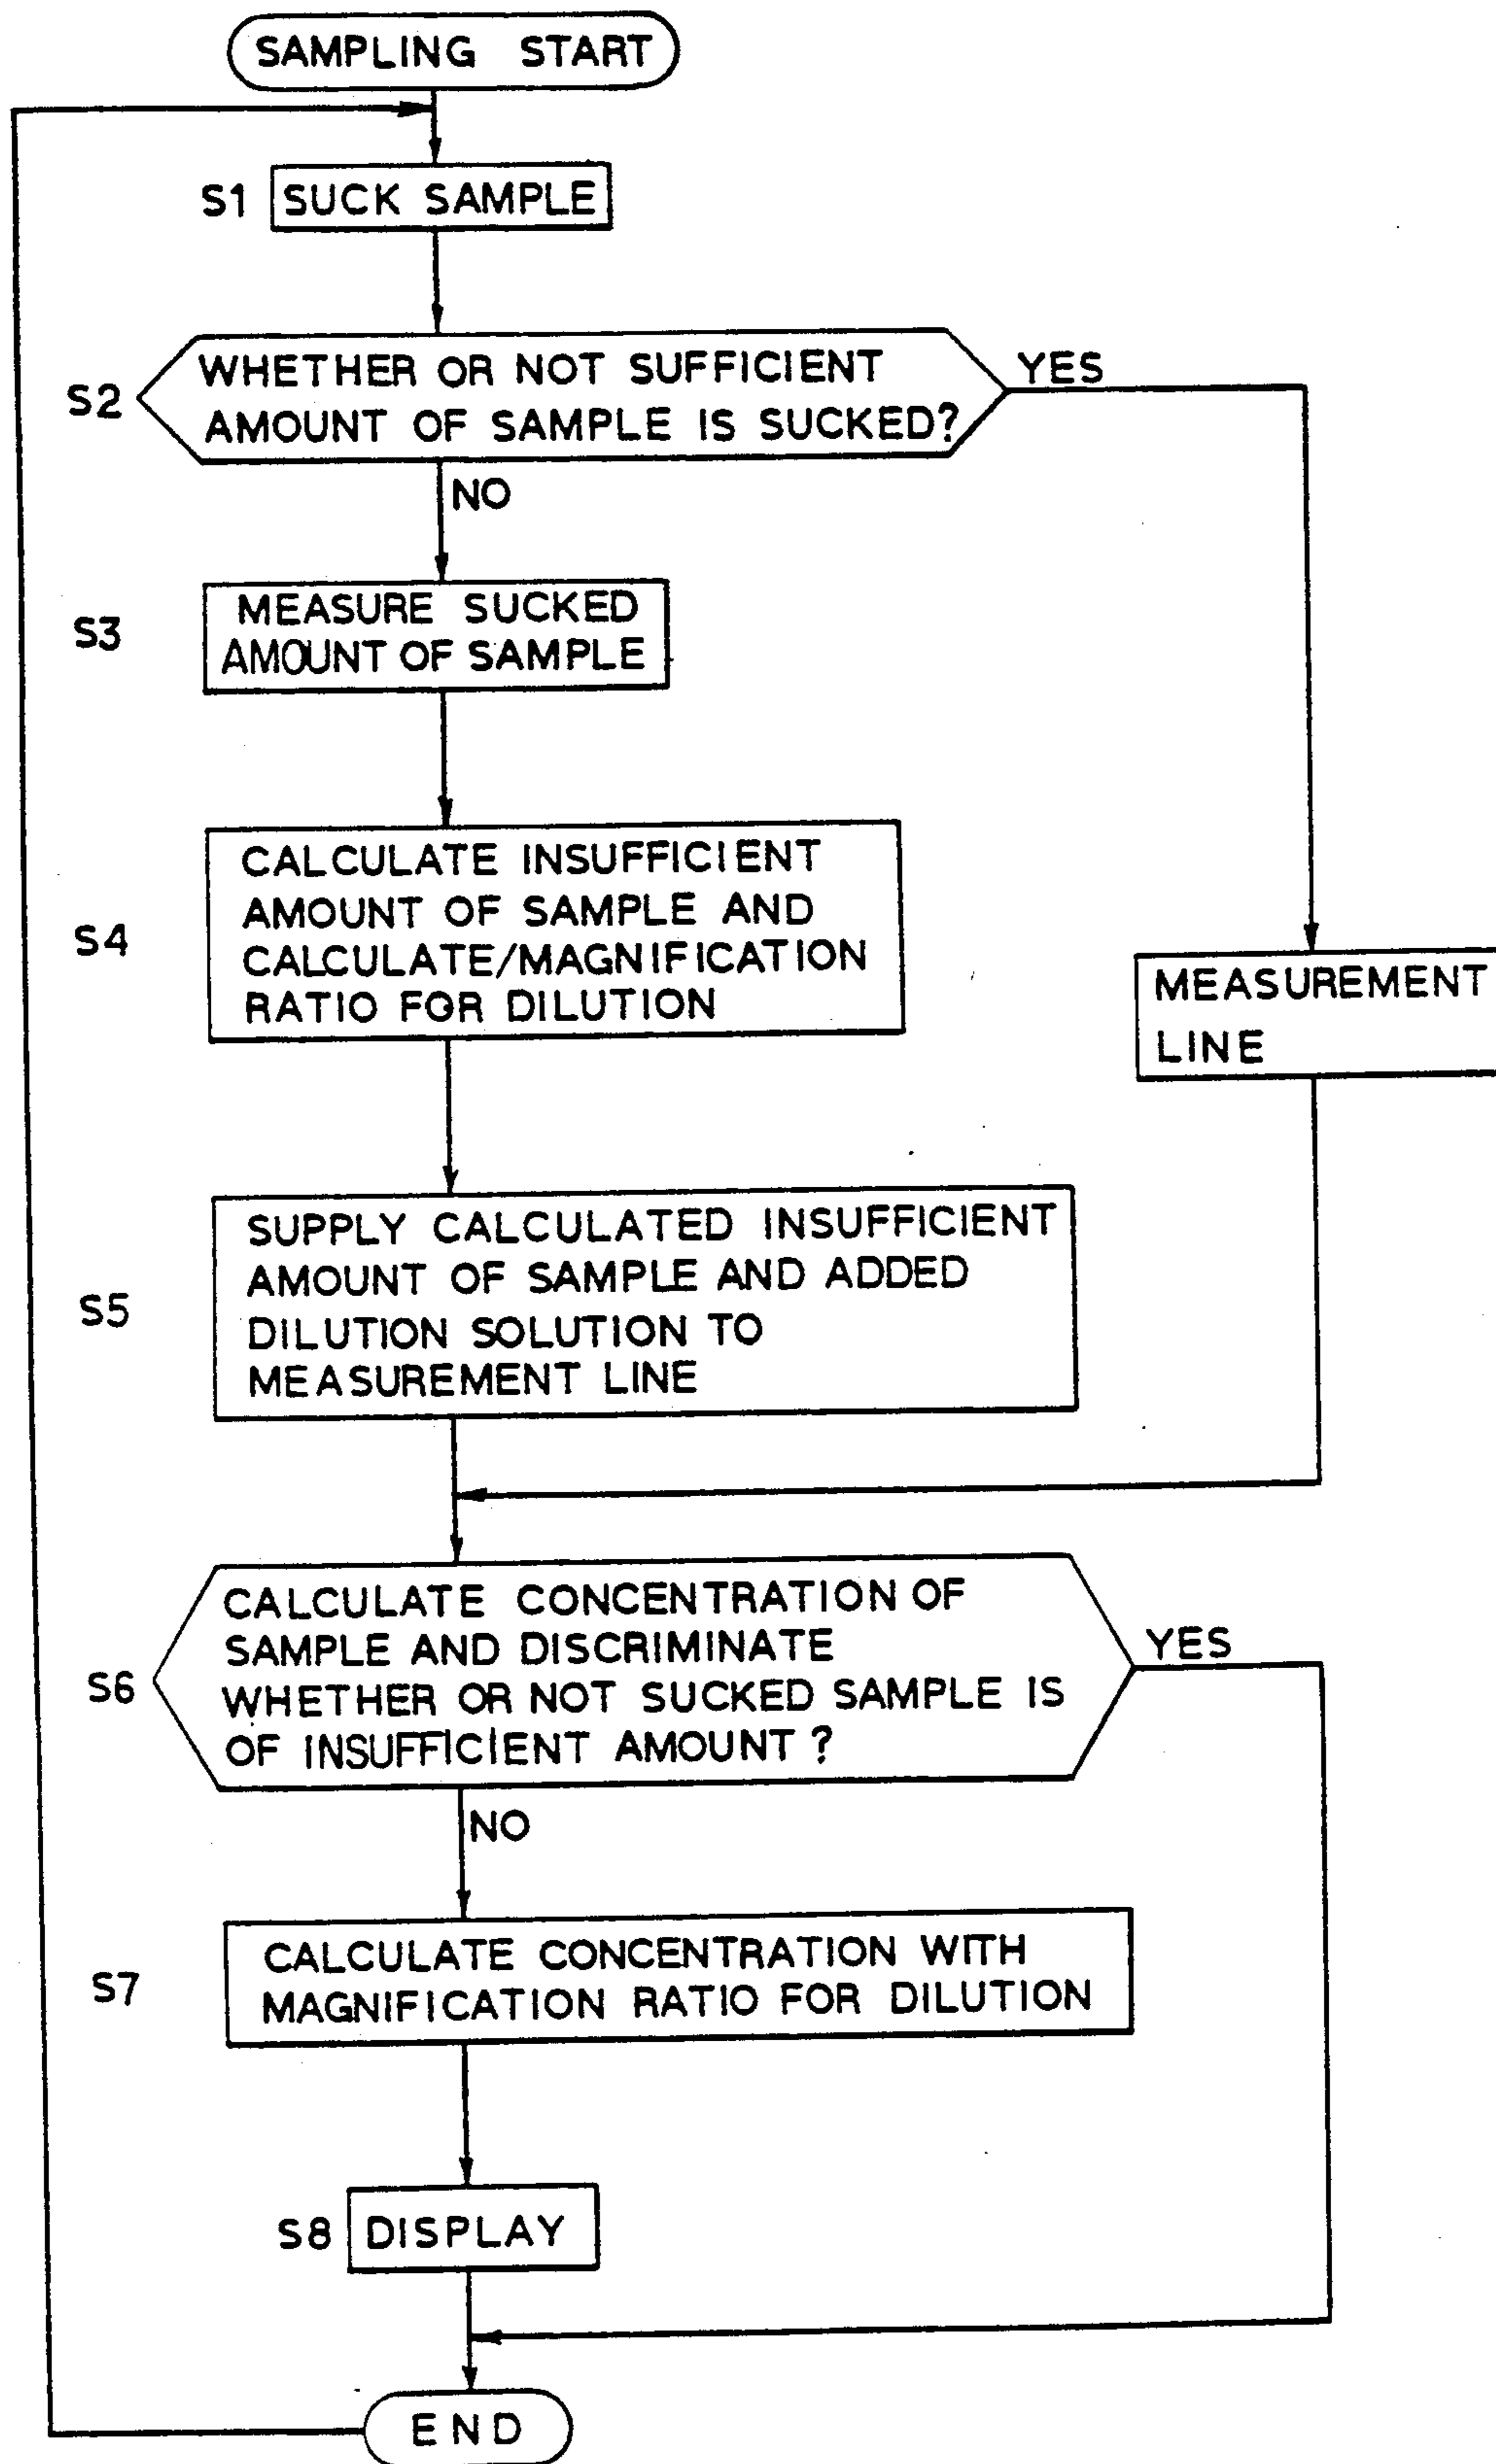 SAMPLING START
S1 SUCK SAMPLE
S2 WHETHER OR NOT SUFFICIENT
AMOUNT OF SAMPLE IS SUCKED?
YES
NO
S3 MEASURE SUCKED
AMOUNT OF SAMPLE
S4 CALCULATE INSUFFICIENT
AMOUNT OF SAMPLE AND
CALCULATE/MAGNIFICATION
RATIO FOR DILUTION
MEASUREMENT
LINE
S5 SUPPLY CALCULATED INSUFFICIENT
AMOUNT OF SAMPLE AND ADDED
DILUTION SOLUTION TO
MEASUREMENT LINE
S6 CALCULATE CONCENTRATION OF
SAMPLE AND DISCRIMINATE
WHETHER OR NOT SUCKED SAMPLE IS
OF INSUFFICIENT AMOUNT ?
YES
NO
S7 CALCULATE CONCENTRATION WITH
MAGNIFICATION RATIO FOR DILUTION
S8 DISPLAY
END